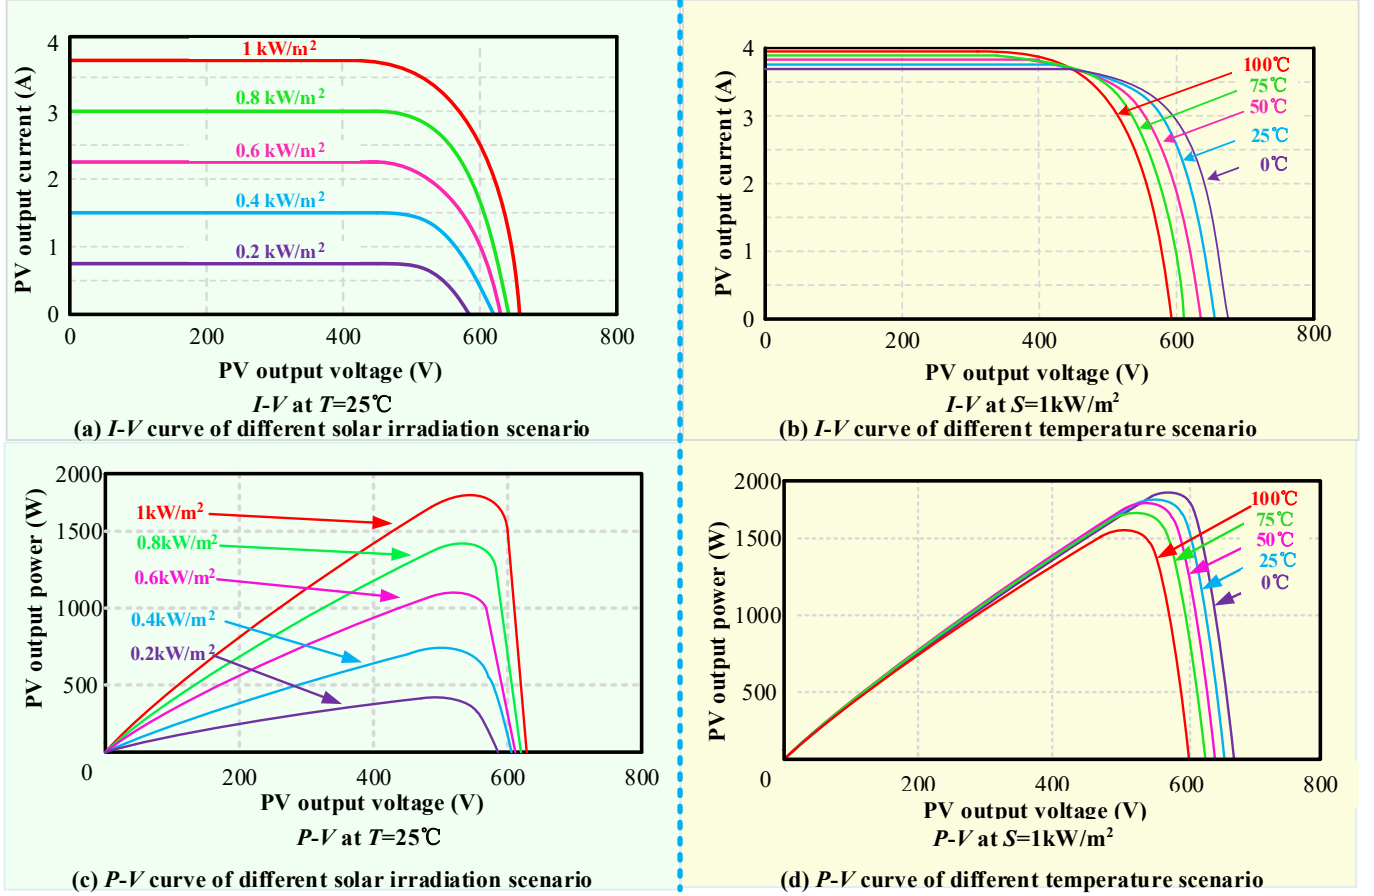 4
3
2
1
0
PV output current (A)
1 kW/m²
0.8 kW/m²
0.6 kW/m²
0.4 kW/m²
0.2 kW/m²
0 200 400 600 800
PV output voltage (V)
I-V at T=25℃
(a) I-V curve of different solar irradiation scenario
4
3
2
1
0
PV output current (A)
100℃
75℃
50℃
25℃
0℃
0 200 400 600 800
PV output voltage (V)
I-V at S=1kW/m²
(b) I-V curve of different temperature scenario
2000
1500
1000
500
PV output power (W)
1kW/m²
0.8kW/m²
0.6kW/m²
0.4kW/m²
0.2kW/m²
0 200 400 600 800
PV output voltage (V)
P-V at T=25℃
(c) P-V curve of different solar irradiation scenario
2000
1500
1000
500
PV output power (W)
100℃
75℃
50℃
25℃
0℃
0 200 400 600 800
PV output voltage (V)
P-V at S=1kW/m²
(d) P-V curve of different temperature scenario